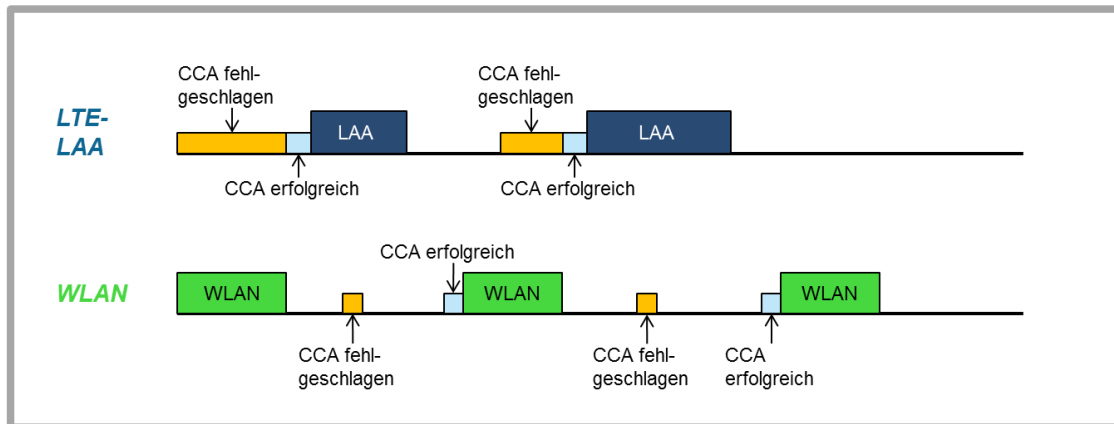 CCA fehl-
geschlagen
CCA fehl-
geschlagen
LTE-
LAA
LAA
LAA
CCA erfolgreich
CCA erfolgreich
CCA erfolgreich
WLAN
WLAN
WLAN
WLAN
CCA fehl-
geschlagen
CCA fehl-
geschlagen
CCA
erfolgreich